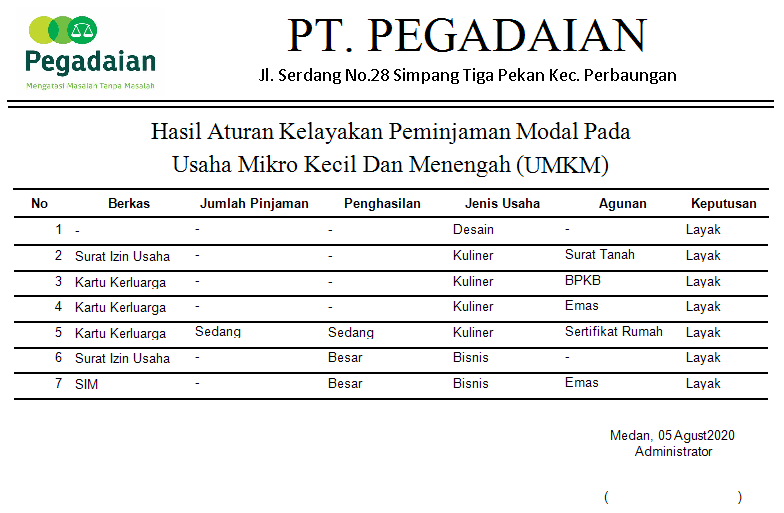 Pegadaian
Mengatasi Masalah Tanpa Masalah
PT. PEGADAIAN
Jl. Serdang No.28 Simpang Tiga Pekan Kec. Perbaungan
Hasil Aturan Kelayakan Peminjaman Modal Pada
Usaha Mikro Kecil Dan Menengah (UMKM)
No Berkas Jumlah Pinjaman Penghasilan Jenis Usaha Agunan Keputusan
1 - - - Desain - Layak
2 Surat Izin Usaha - - Kuliner Surat Tanah Layak
3 Kartu Kerluarga - - Kuliner BPKB Layak
4 Kartu Kerluarga - - Kuliner Emas Layak
5 Kartu Kerluarga Sedang Sedang Kuliner Sertifikat Rumah Layak
6 Surat Izin Usaha - Besar Bisnis - Layak
7 SIM - Besar Bisnis Emas Layak
Medan, 05 Agust2020
Administrator
( )